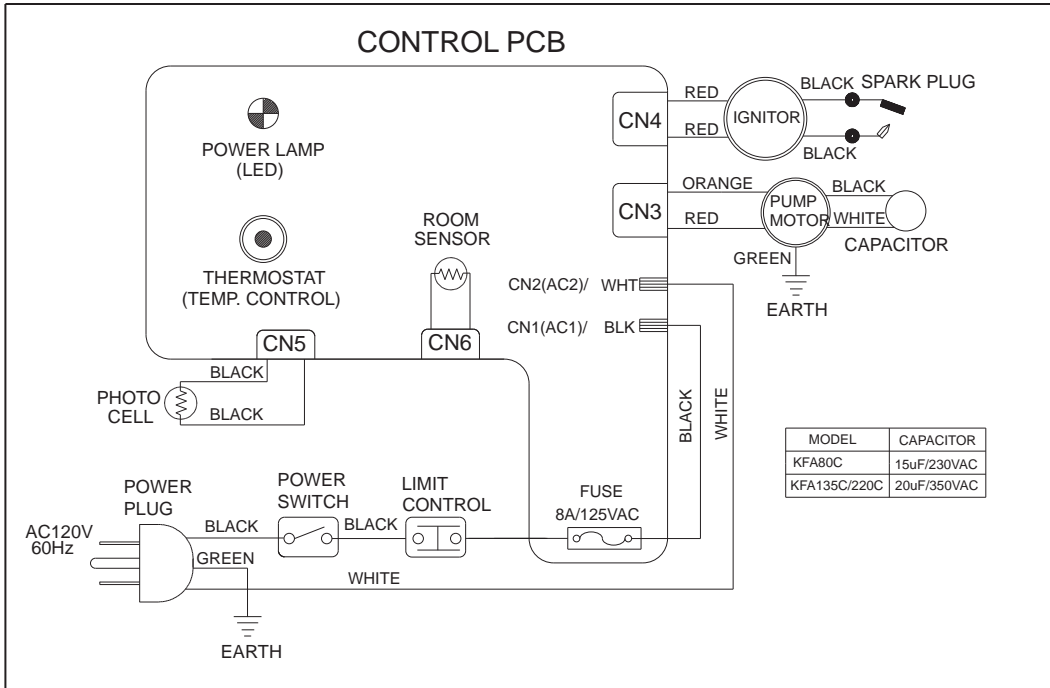 CONTROL PCB
POWER LAMP
(LED)
THERMOSTAT
(TEMP. CONTROL)
ROOM
SENSOR
CN4
RED
RED
IGNITOR
BLACK
SPARK PLUG
BLACK
CN3
ORANGE
RED
PUMP
MOTOR
BLACK
WHITE
CAPACITOR
GREEN
EARTH
CN2(AC2)/ WHT
CN1(AC1)/ BLK
CN5
CN6
BLACK
BLACK
PHOTO
CELL
BLACK
WHITE
MODEL CAPACITOR
KFA80C 15uF/230VAC
KFA135C/220C 20uF/350VAC
POWER
PLUG
AC120V
60Hz
BLACK
POWER
SWITCH
BLACK
LIMIT
CONTROL
FUSE
8A/125VAC
GREEN
WHITE
EARTH